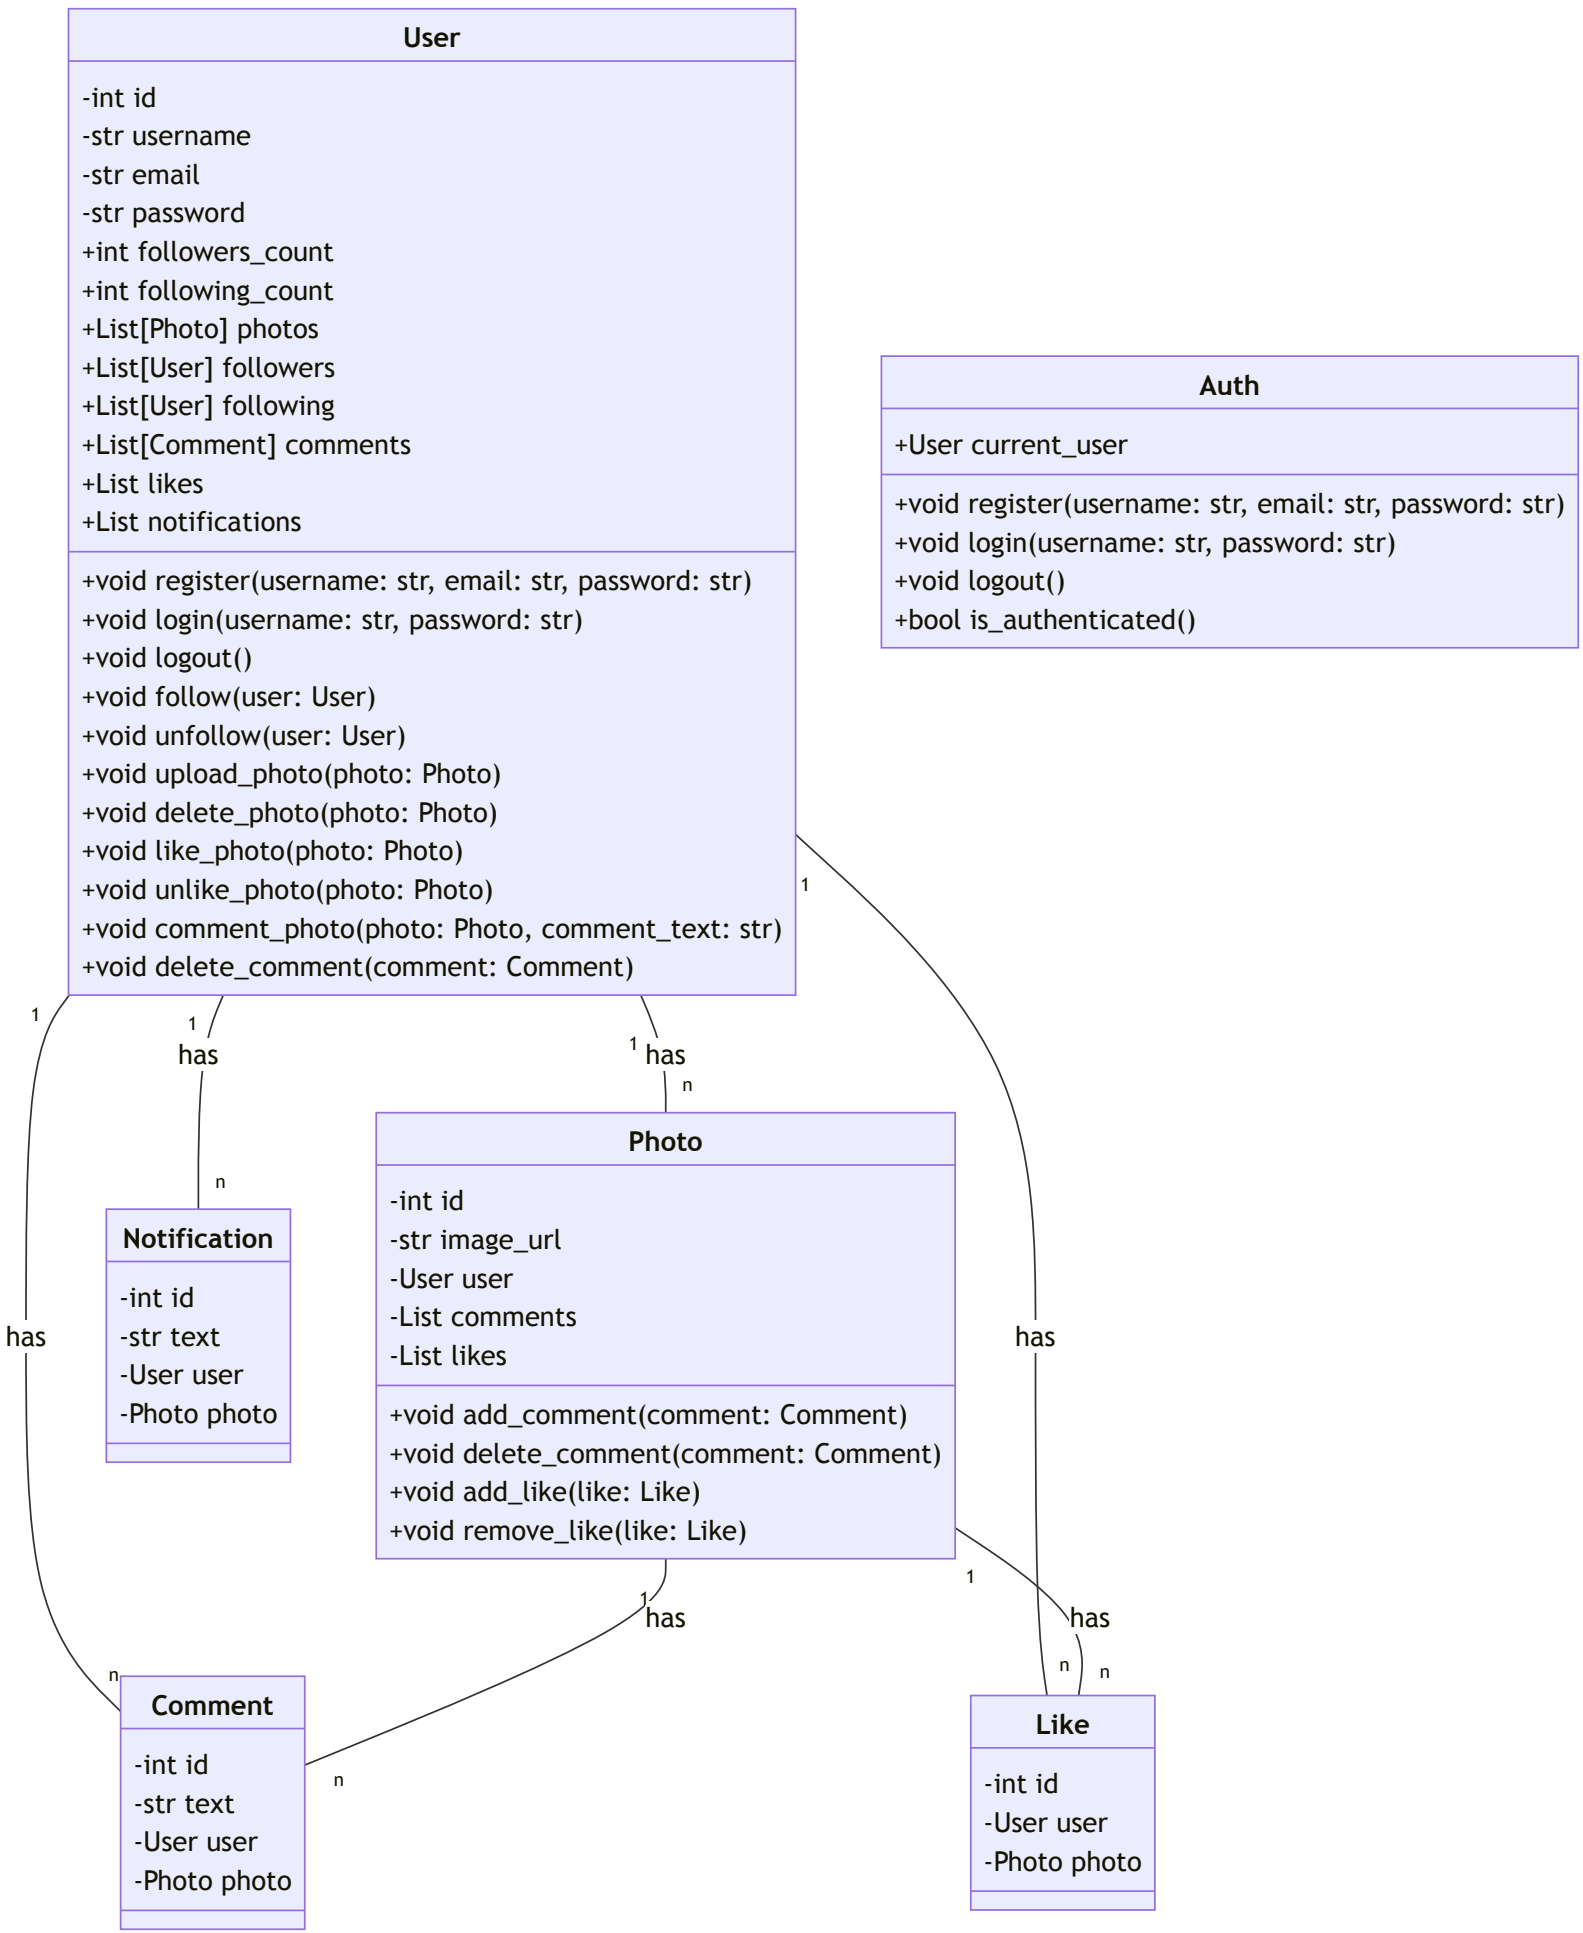 User
-int id
-str username
-str email
-str password
+int followers_count
+int following_count
+List[Photo] photos
+List[User] followers
+List[User] following
+List[Comment] comments
+List likes
+List notifications
+void register(username: str, email: str, password: str)
+void login(username: str, password: str)
+void logout()
+void follow(user: User)
+void unfollow(user: User)
+void upload_photo(photo: Photo)
+void delete_photo(photo: Photo)
+void like_photo(photo: Photo)
+void unlike_photo(photo: Photo)
+void comment_photo(photo: Photo, comment_text: str)
+void delete_comment(comment: Comment)
Auth
+User current_user
+void register(username: str, email: str, password: str)
+void login(username: str, password: str)
+void logout()
+bool is_authenticated()
1
1
1
1
has
has
n
n
Notification
-int id
-str text
-User user
-Photo photo
Photo
-int id
-str image_url
-User user
-List comments
-List likes
+void add_comment(comment: Comment)
+void delete_comment(comment: Comment)
+void add_like(like: Like)
+void remove_like(like: Like)
has
has
1
has
1
has
n
n
n
n
Comment
-int id
-str text
-User user
-Photo photo
Like
-int id
-User user
-Photo photo